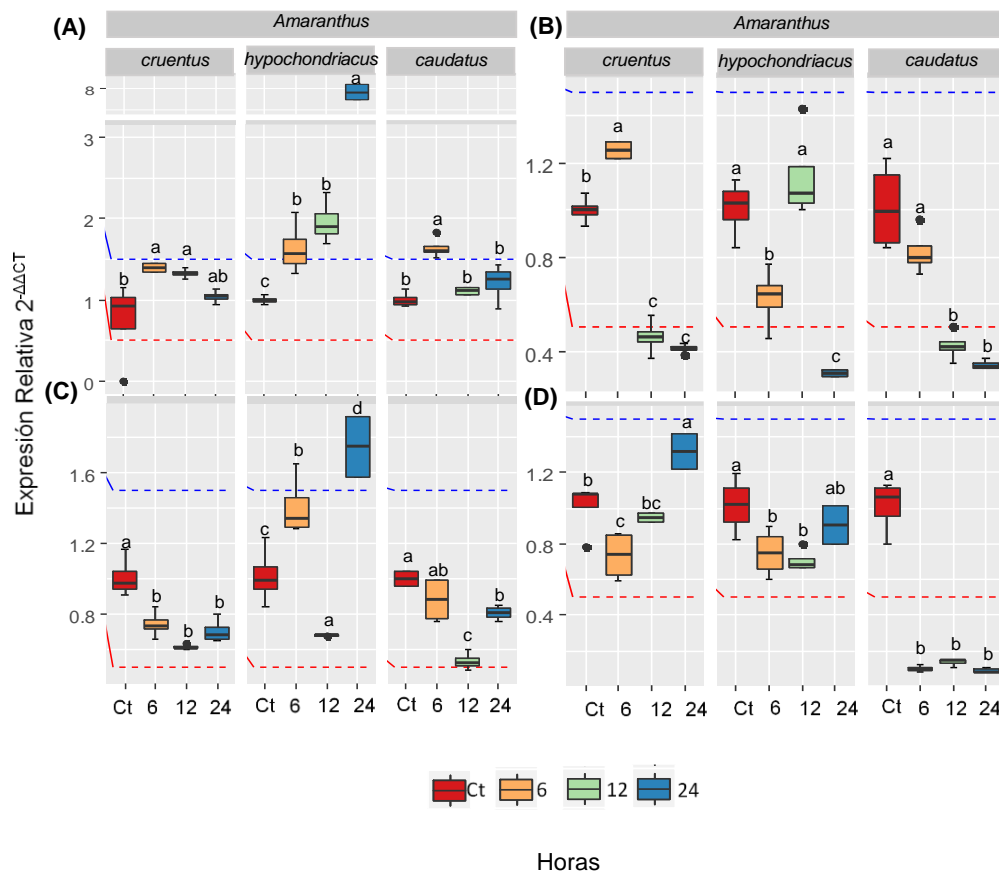 (A)
Amaranthus
cruentus hypochondriacus caudatus
8
3
2
1
0
a
b a a ab
c b b
b a b b
(B)
Amaranthus
cruentus hypochondriacus caudatus
1.2
0.8
0.4
b a c c
a b a c
a a b b
Expresión Relativa 2-ΔΔCT
(C)
1.6
1.2
0.8
a b b b
c b a d
a ab c b
Ct 6 12 24 Ct 6 12 24 Ct 6 12 24
(D)
1.2
0.8
0.4
b c bc a
a b b ab
a b b b
Ct 6 12 24 Ct 6 12 24 Ct 6 12 24
Ct 6 12 24
Horas